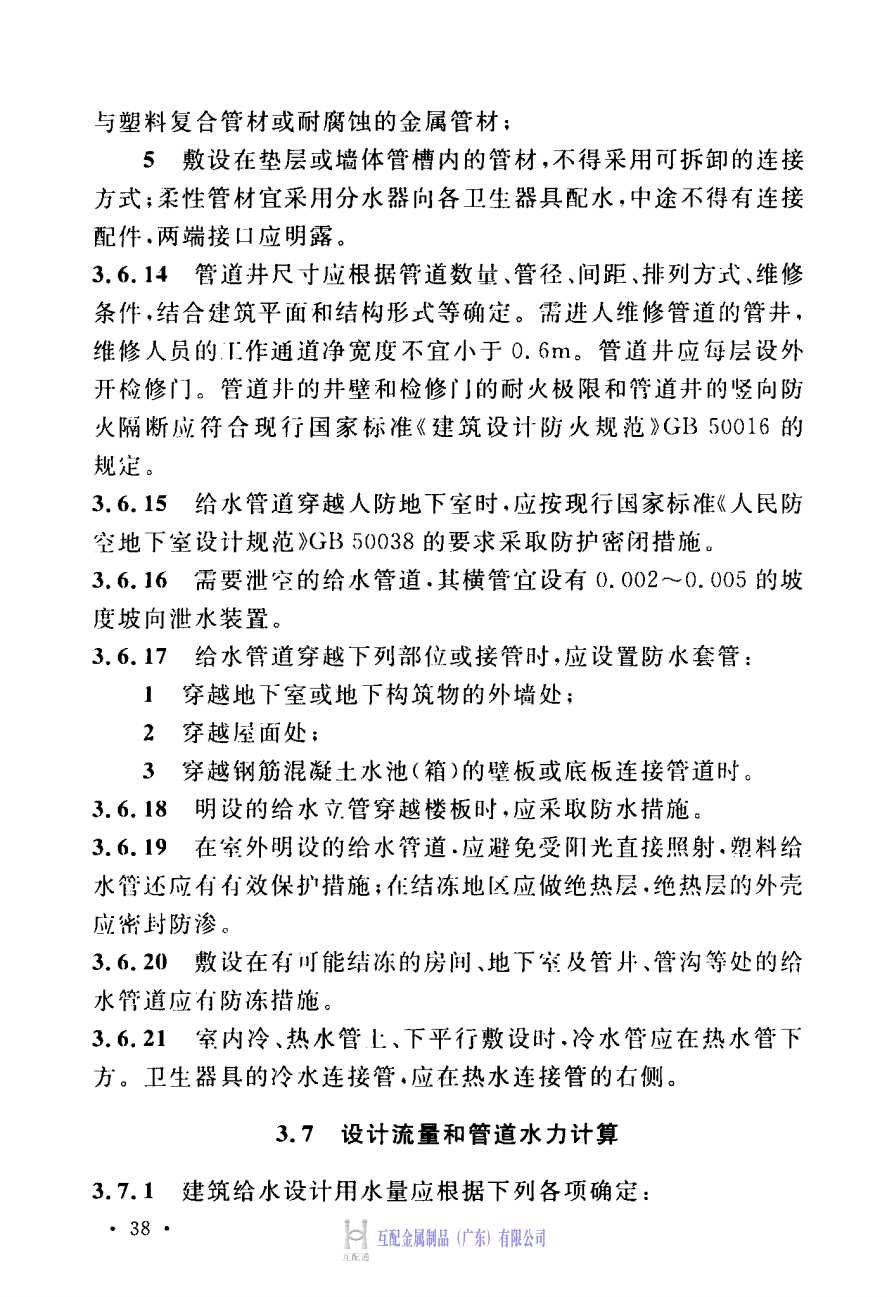 与塑料复合管材或耐腐蚀的金属管材；
5 敷设在垫层或墙体管槽内的管材，不得采用可拆卸的连接
方式；柔性管材宜采用分水器向各卫生器具配水，中途不得有连接
配件，两端接口应明露。
3.6.14 管道井尺寸应根据管道数量、管径、间距、排列方式、维修
条件，结合建筑平面和结构形式等确定。需进人维修管道的管井，
维修人员的工作通道净宽度不宜小于 0.6m。管道井应每层设外
开检修门。管道井的井壁和检修门的耐火极限和管道井的竖向防
火隔断应符合现行国家标准《建筑设计防火规范》GB 50016 的
规定。
3.6.15 给水管道穿越人防地下室时，应按现行国家标准《人民防
空地下室设计规范》GB 50038 的要求采取防护密闭措施。
3.6.16 需要泄空的给水管道，其横管宜设有 0.002～0.005 的坡
度坡向泄水装置。
3.6.17 给水管道穿越下列部位或接管时，应设置防水套管：
1 穿越地下室或地下构筑物的外墙处；
2 穿越屋面处；
3 穿越钢筋混凝土水池（箱）的壁板或底板连接管道时。
3.6.18 明设的给水立管穿越楼板时，应采取防水措施。
3.6.19 在室外明设的给水管道，应避免受阳光直接照射，塑料给
水管还应有有效保护措施；在结冻地区应做绝热层，绝热层的外壳
应密封防渗。
3.6.20 敷设在有可能结冻的房间、地下室及管井、管沟等处的给
水管道应有防冻措施。
3.6.21 室内冷、热水管上、下平行敷设时，冷水管应在热水管下
方。卫生器具的冷水连接管，应在热水连接管的右侧。
3.7 设计流量和管道水力计算
3.7.1 建筑给水设计用水量应根据下列各项确定：
· 38 ·
互配通
互配金属制品（广东）有限公司